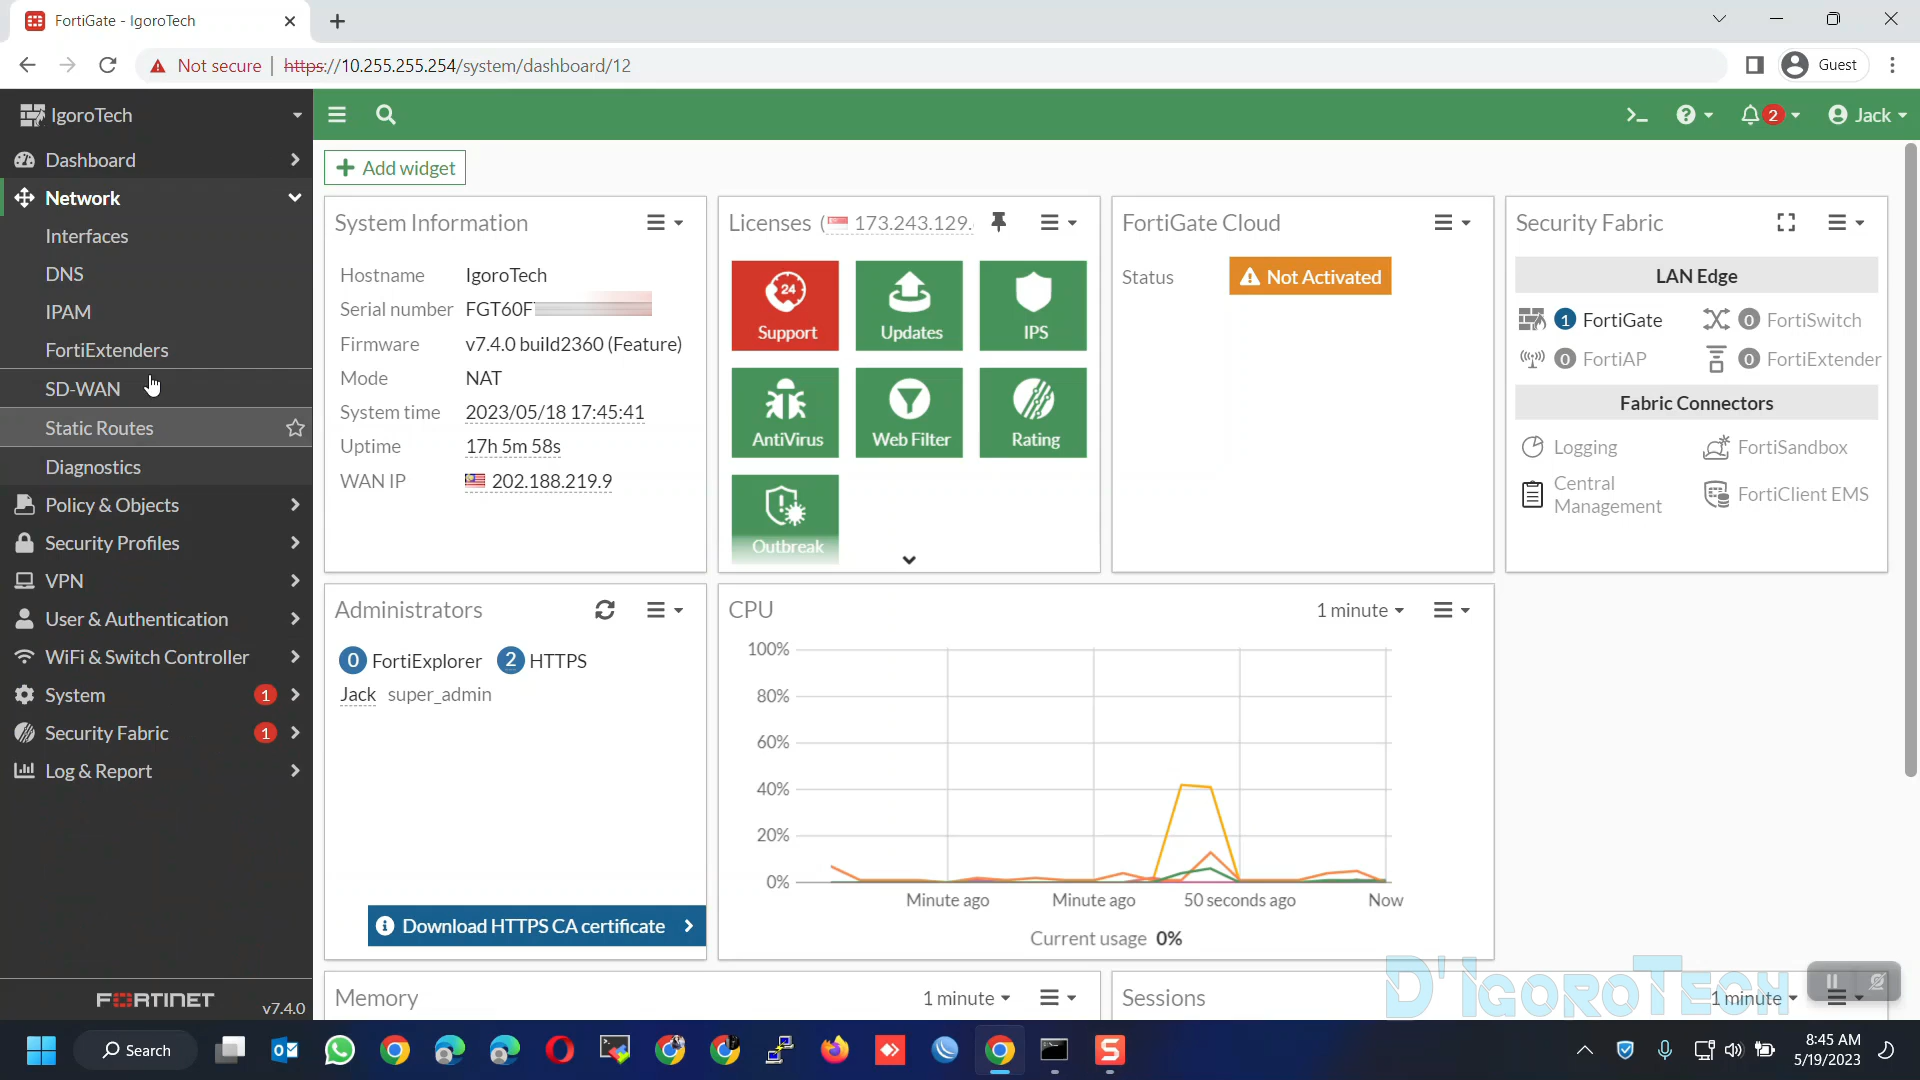 FortiGate - IgoroTech
Not secure | https://10.255.255.254/system/dashboard/12
Guest
IgoroTech
2
Jack
Dashboard
Network
Interfaces
DNS
IPAM
FortiExtenders
SD-WAN
Static Routes
Diagnostics
Policy & Objects
Security Profiles
VPN
User & Authentication
WiFi & Switch Controller
System 1
Security Fabric 1
Log & Report
FORTINET v7.4.0
Add widget
System Information
Hostname IgoroTech
Serial number FGT60F
Firmware v7.4.0 build2360 (Feature)
Mode NAT
System time 2023/05/18 17:45:41
Uptime 17h 5m 58s
WAN IP 202.188.219.9
Licenses (173.243.129.
24
Support
Updates
IPS
AntiVirus
Web Filter
Rating
Outbreak
FortiGate Cloud
Status Not Activated
Security Fabric
LAN Edge
1 FortiGate 0 FortiSwitch
0 FortiAP 0 FortiExtender
Fabric Connectors
Logging FortiSandbox
Central
Management FortiClient EMS
Administrators
0 FortiExplorer 2 HTTPS
Jack super_admin
Download HTTPS CA certificate
CPU 1 minute
100%
80%
60%
40%
20%
0%
Minute ago Minute ago 50 seconds ago Now
Current usage 0%
Memory 1 minute
Sessions 1 minute
D'IGOROTECH
Search
S
8:45 AM
5/19/2023